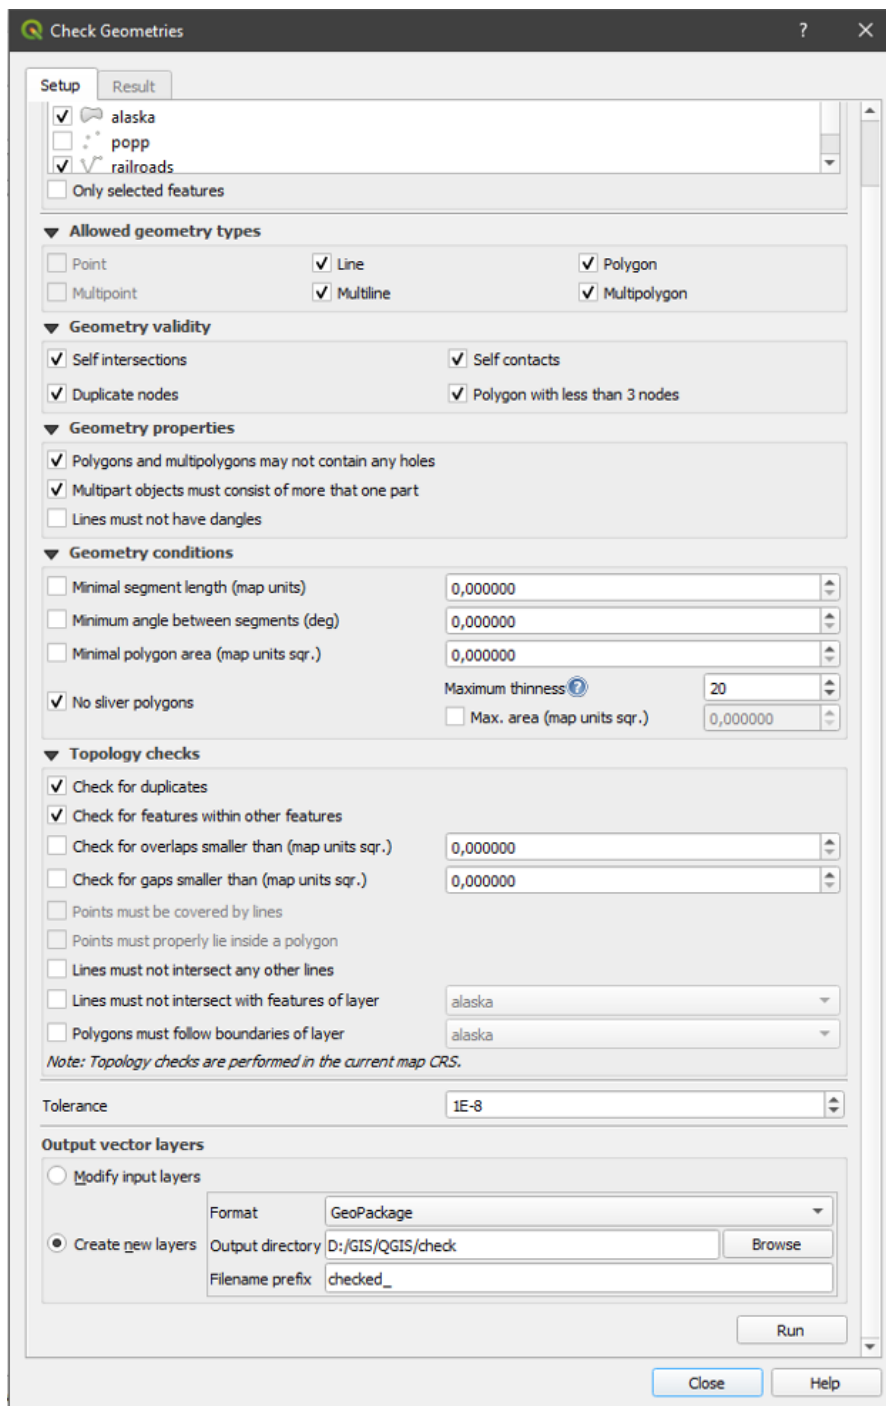 Check Geometries ?
Setup Result
alaska
popp
railroads
Only selected features
Allowed geometry types
Point Line Polygon
Multipoint Multiline Multipolygon
Geometry validity
Self intersections Self contacts
Duplicate nodes Polygon with less than 3 nodes
Geometry properties
Polygons and multipolygons may not contain any holes
Multipart objects must consist of more that one part
Lines must not have dangles
Geometry conditions
Minimal segment length (map units) 0,000000
Minimum angle between segments (deg) 0,000000
Minimal polygon area (map units sqr.) 0,000000
No sliver polygons Maximum thinness ? 20
Max. area (map units sqr.) 0,000000
Topology checks
Check for duplicates
Check for features within other features
Check for overlaps smaller than (map units sqr.) 0,000000
Check for gaps smaller than (map units sqr.) 0,000000
Points must be covered by lines
Points must properly lie inside a polygon
Lines must not intersect any other lines
Lines must not intersect with features of layer alaska
Polygons must follow boundaries of layer alaska
Note: Topology checks are performed in the current map CRS.
Tolerance 1E-8
Output vector layers
Modify input layers
Format GeoPackage
Create new layers Output directory D:/GIS/QGIS/check Browse
Filename prefix checked_
Run
Close Help